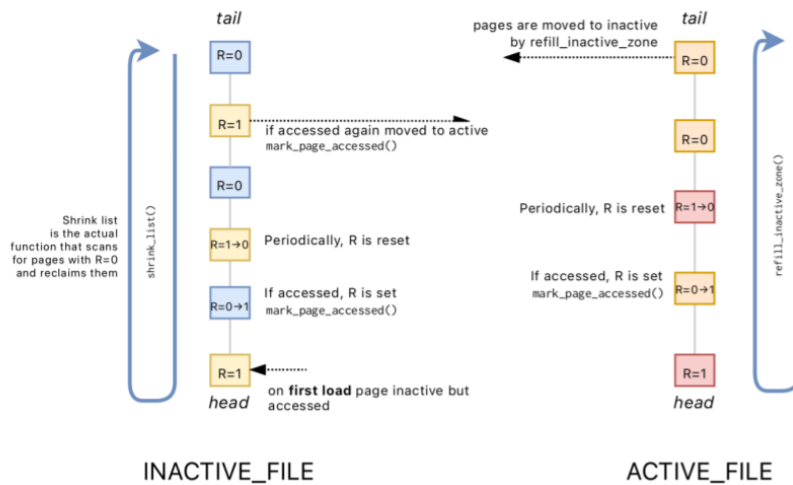 tail
R=0
R=1
if accessed again moved to active
mark_page_accessed()
R=0
Shrink list
is the actual
function that scans
for pages with R=0
and reclaims them
shrink_list()
R=1→0
Periodically, R is reset
R=0→1
If accessed, R is set
mark_page_accessed()
R=1
on first load page inactive but
accessed
head
INACTIVE_FILE
tail
pages are moved to inactive
by refill_inactive_zone
R=0
R=0
Periodically, R is reset
R=1→0
If accessed, R is set
mark_page_accessed()
R=0→1
R=1
head
refill_inactive_zone()
ACTIVE_FILE